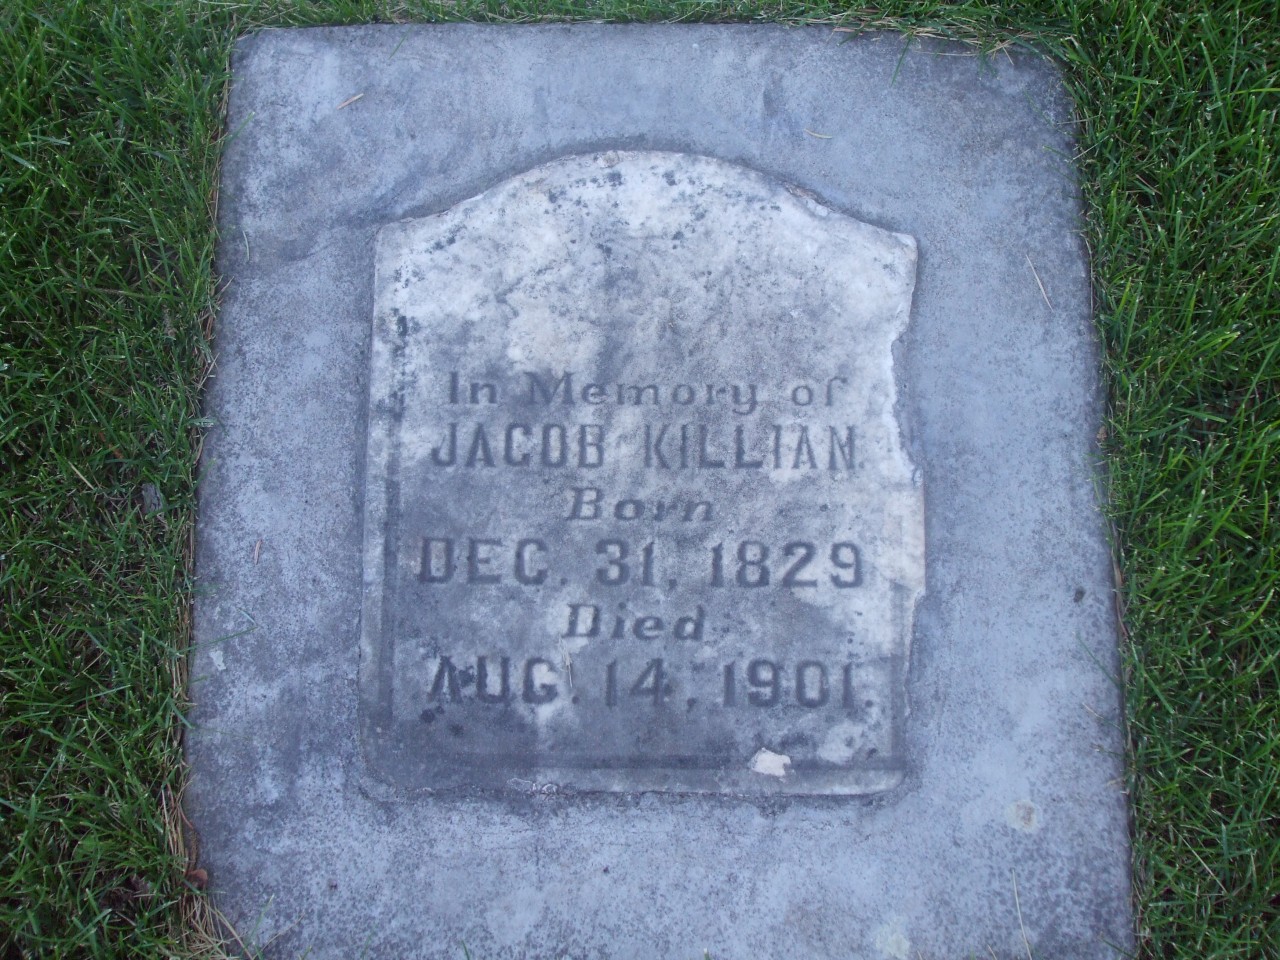 In Memory of
JACOB KILLIAN.
Born
DEC. 31, 1829
Died
AUG. 14, 1901.